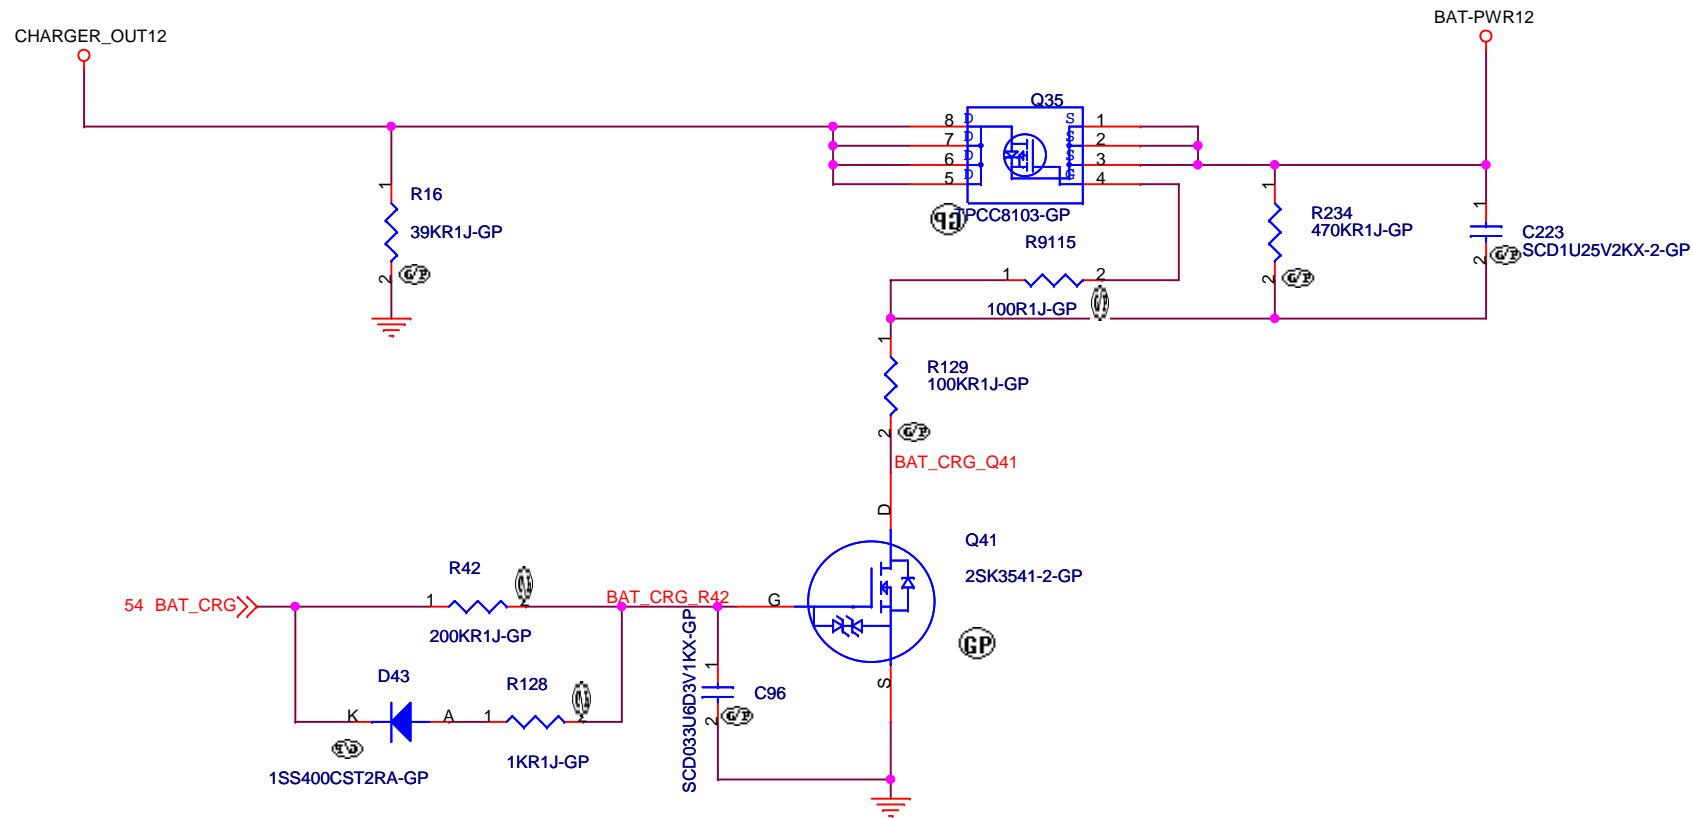 CHARGER_OUT12
BAT-PWR12
Q35
8 D S 1
7 D S 2
6 D S 3
5 D G 4
TPCC8103-GP
GP
1
R16
39KR1J-GP
2
G/P
R9115
1 2
100R1J-GP
G/P
1
R234
470KR1J-GP
2
G/P
1
C223
SCD1U25V2KX-2-GP
2
G/P
1
R129
100KR1J-GP
2
G/P
BAT_CRG_Q41
D
Q41
2SK3541-2-GP
G
S
GP
54 BAT_CRG
R42
1 2
200KR1J-GP
BAT_CRG_R42
D43
K A
1SS400CST2RA-GP
G/P
R128
1 2
1KR1J-GP
SCD033U6D3V1KX-GP
1
C96
2
G/P